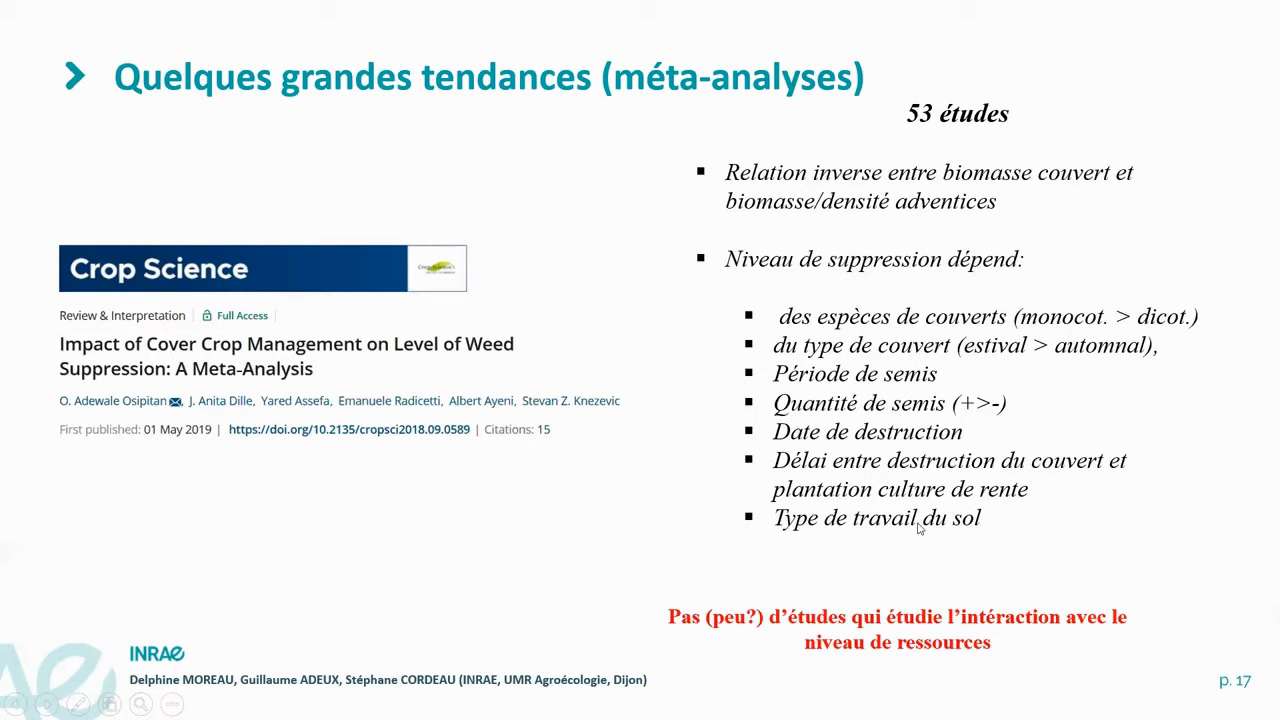 Quelques grandes tendances (méta-analyses)
53 études
Relation inverse entre biomasse couvert et
biomasse/densité adventices
Niveau de suppression dépend:
des espèces de couverts (monocot. > dicot.)
du type de couvert (estival > automnal),
Période de semis
Quantité de semis (+>-)
Date de destruction
Délai entre destruction du couvert et
plantation culture de rente
Type de travail du sol
Crop Science
Review & Interpretation | Full Access
Impact of Cover Crop Management on Level of Weed
Suppression: A Meta-Analysis
O. Adewale Osipitan, J. Anita Dille, Yared Assefa, Emanuele Radicetti, Albert Ayeni, Stevan Z. Knezevic
First published: 01 May 2019 | https://doi.org/10.2135/cropsci2018.09.0589 | Citations: 15
Pas (peu?) d'études qui étudie l'intéraction avec le
niveau de ressources
INRAE
Delphine MOREAU, Guillaume ADEUX, Stéphane CORDEAU (INRAE, UMR Agroécologie, Dijon)
p. 17